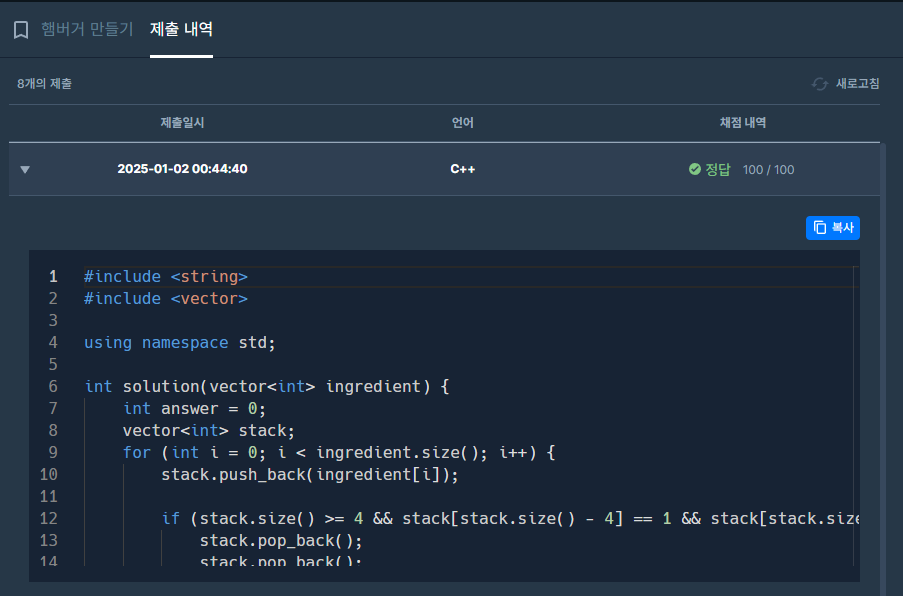 햄버거 만들기 제출 내역
8개의 제출 새로고침
제출일시 언어 채점 내역
2025-01-02 00:44:40 C++ 정답 100 / 100
복사
1 #include <string>
2 #include <vector>
3
4 using namespace std;
5
6 int solution(vector<int> ingredient) {
7 int answer = 0;
8 vector<int> stack;
9 for (int i = 0; i < ingredient.size(); i++) {
10 stack.push_back(ingredient[i]);
11
12 if (stack.size() >= 4 && stack[stack.size() - 4] == 1 && stack[stack.size
13 stack.pop_back();
14 stack.pop_back();